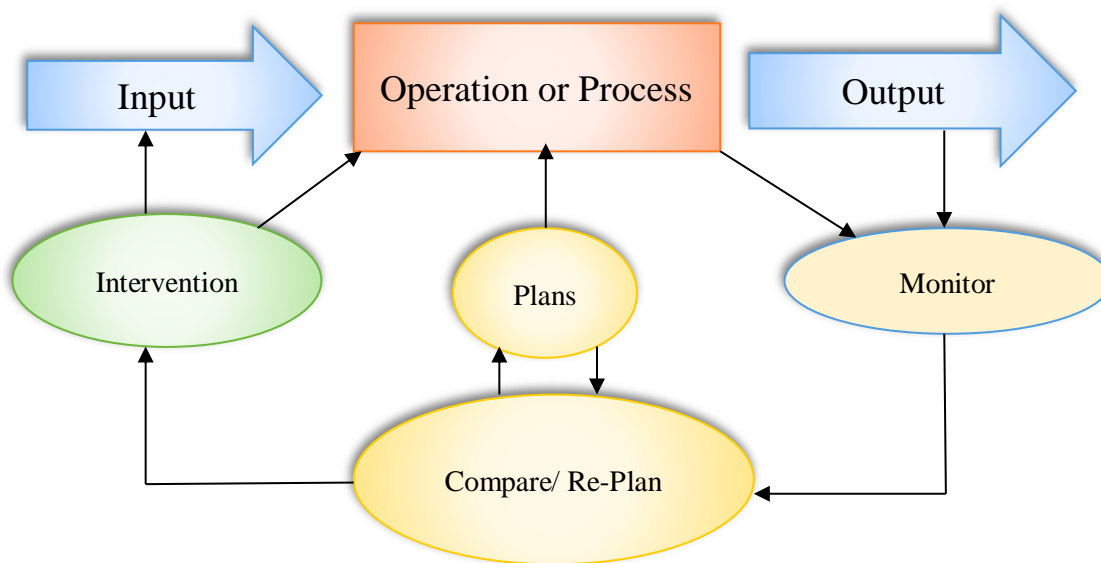 Input
Operation or Process
Output
Intervention
Plans
Monitor
Compare/ Re-Plan